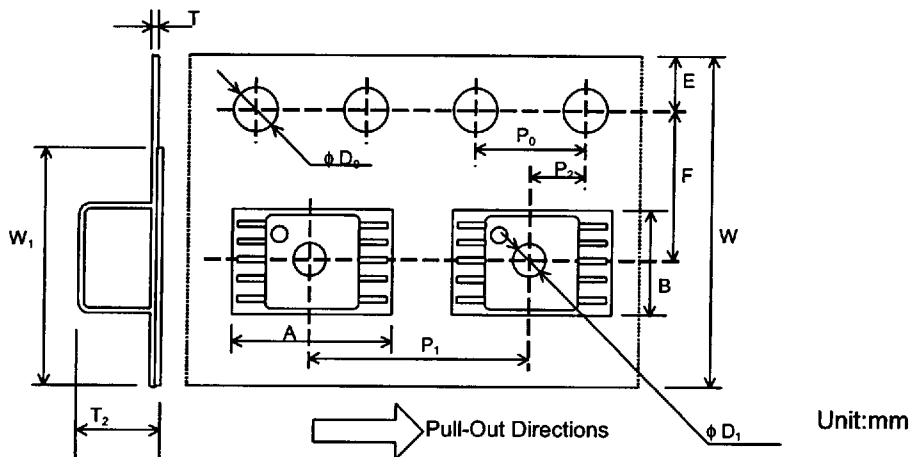 T
E
P₀
φ D₀
P₂
F
W₁
W
B
A
P₁
T₂
Pull-Out Directions
φ D₁
Unit:mm